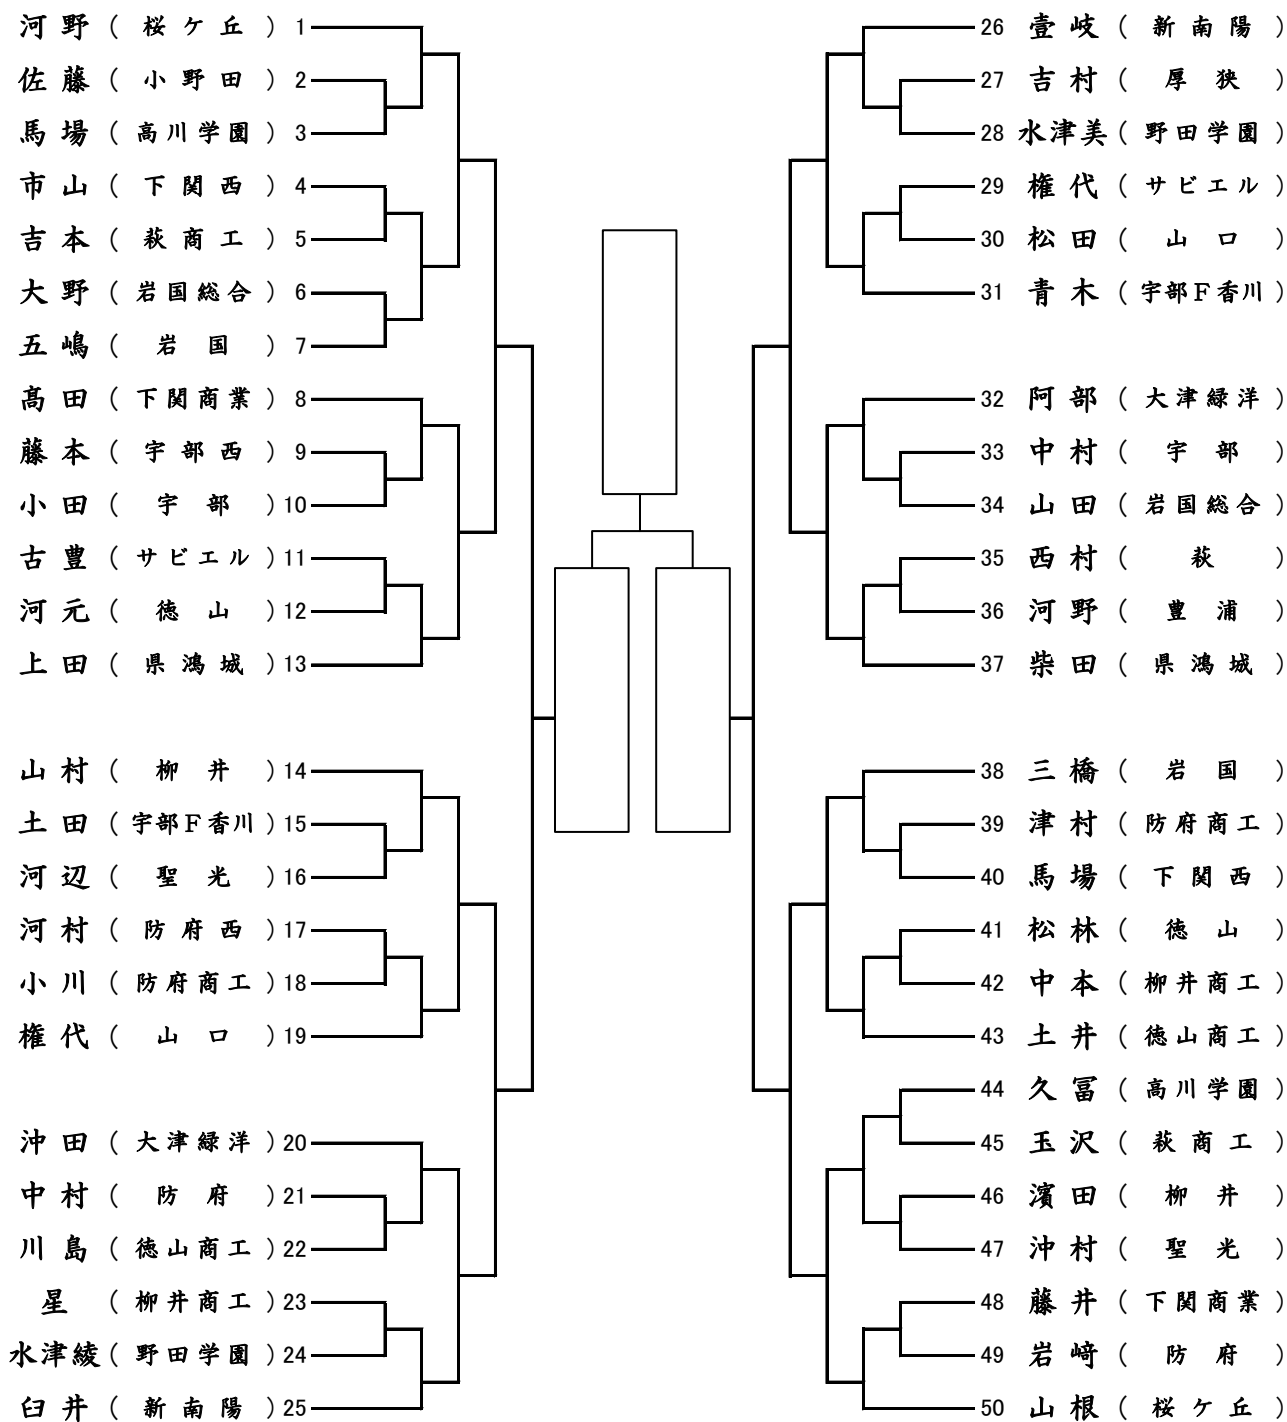 河野（桜ケ丘）1
佐藤（小野田）2
馬場（高川学園）3
市山（下関西）4
吉本（萩商工）5
大野（岩国総合）6
五嶋（岩国）7
髙田（下関商業）8
藤本（宇部西）9
小田（宇部）10
古豊（サビエル）11
河元（徳山）12
上田（県鴻城）13
山村（柳井）14
土田（宇部F香川）15
河辺（聖光）16
河村（防府西）17
小川（防府商工）18
権代（山口）19
沖田（大津緑洋）20
中村（防府）21
川島（徳山商工）22
星（柳井商工）23
水津綾（野田学園）24
臼井（新南陽）25
26 壹岐（新南陽）
27 吉村（厚狭）
28 水津美（野田学園）
29 権代（サビエル）
30 松田（山口）
31 青木（宇部F香川）
32 阿部（大津緑洋）
33 中村（宇部）
34 山田（岩国総合）
35 西村（萩）
36 河野（豊浦）
37 柴田（県鴻城）
38 三橋（岩国）
39 津村（防府商工）
40 馬場（下関西）
41 松林（徳山）
42 中本（柳井商工）
43 土井（徳山商工）
44 久冨（高川学園）
45 玉沢（萩商工）
46 濱田（柳井）
47 沖村（聖光）
48 藤井（下関商業）
49 岩﨑（防府）
50 山根（桜ケ丘）